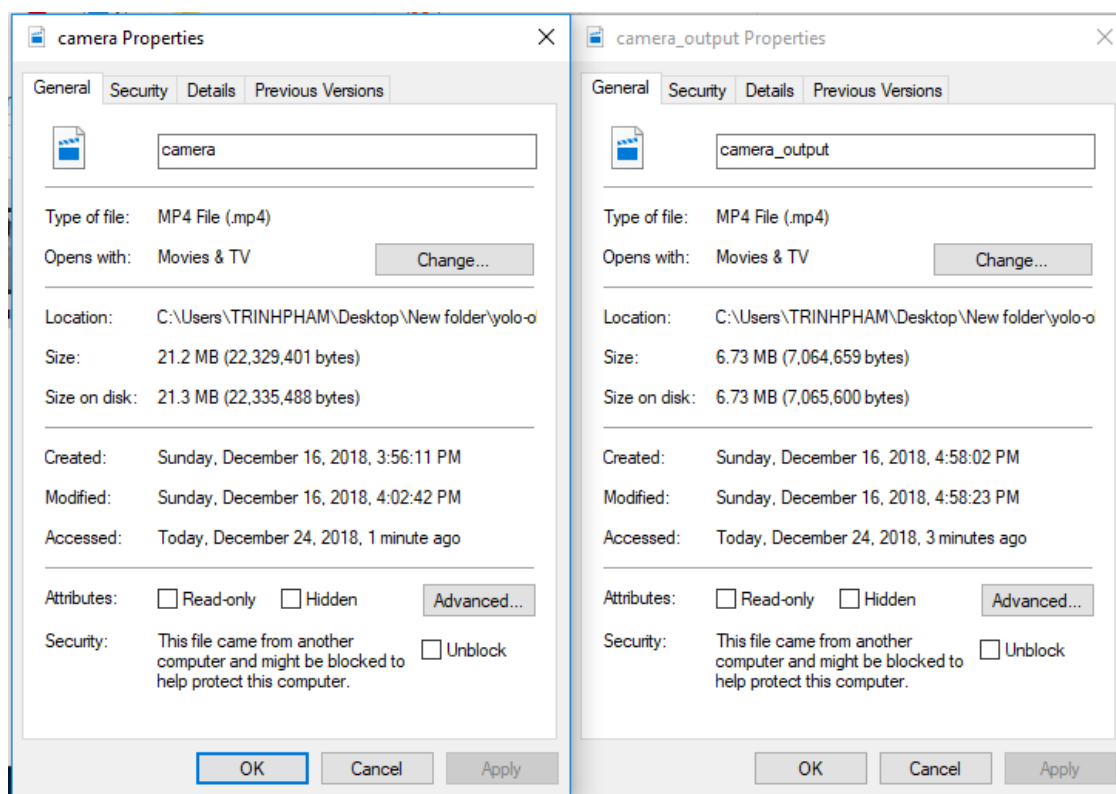 camera Properties
General Security Details Previous Versions
camera
Type of file: MP4 File (.mp4)
Opens with: Movies & TV Change...
Location: C:\Users\TRINHPHAM\Desktop\New folder\yolo-o
Size: 21.2 MB (22,329,401 bytes)
Size on disk: 21.3 MB (22,335,488 bytes)
Created: Sunday, December 16, 2018, 3:56:11 PM
Modified: Sunday, December 16, 2018, 4:02:42 PM
Accessed: Today, December 24, 2018, 1 minute ago
Attributes: Read-only Hidden Advanced...
Security: This file came from another
computer and might be blocked to
help protect this computer.
Unblock
OK Cancel Apply
camera_output Properties
General Security Details Previous Versions
camera_output
Type of file: MP4 File (.mp4)
Opens with: Movies & TV Change...
Location: C:\Users\TRINHPHAM\Desktop\New folder\yolo-o
Size: 6.73 MB (7,064,659 bytes)
Size on disk: 6.73 MB (7,065,600 bytes)
Created: Sunday, December 16, 2018, 4:58:02 PM
Modified: Sunday, December 16, 2018, 4:58:23 PM
Accessed: Today, December 24, 2018, 3 minutes ago
Attributes: Read-only Hidden Advanced...
Security: This file came from another
computer and might be blocked to
help protect this computer.
Unblock
OK Cancel Apply